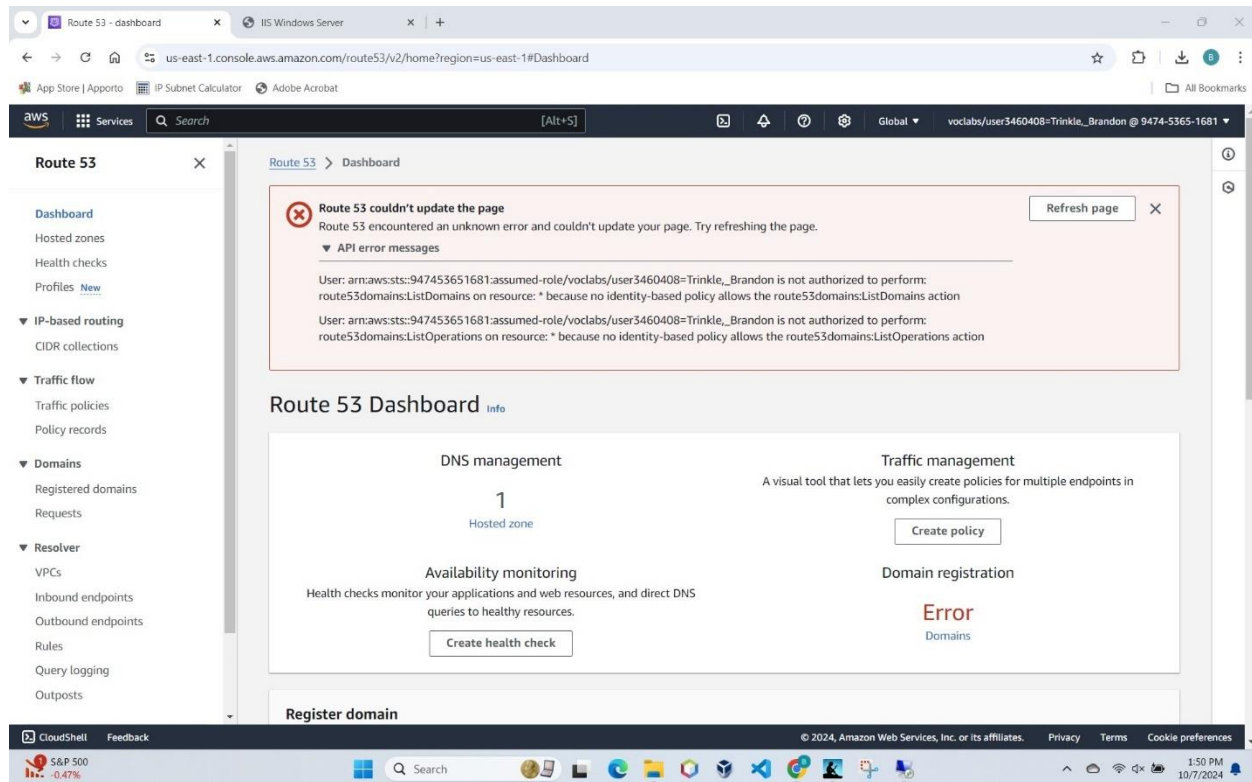 Route 53 - dashboard
IIS Windows Server
us-east-1.console.aws.amazon.com/route53/v2/home?region=us-east-1#Dashboard
B
App Store | Apporto
IP Subnet Calculator
Adobe Acrobat
All Bookmarks
aws
Services
Search
[Alt+S]
Global
voclabs/user3460408=Trinkle,_Brandon @ 9474-5365-1681
Route 53
Dashboard
Hosted zones
Health checks
Profiles New
IP-based routing
CIDR collections
Traffic flow
Traffic policies
Policy records
Domains
Registered domains
Requests
Resolver
VPCs
Inbound endpoints
Outbound endpoints
Rules
Query logging
Outposts
Route 53 > Dashboard
Route 53 couldn't update the page
Route 53 encountered an unknown error and couldn't update your page. Try refreshing the page.
Refresh page
API error messages
User: arn:aws:sts::947453651681:assumed-role/voclabs/user3460408=Trinkle,_Brandon is not authorized to perform:
route53domains:ListDomains on resource: * because no identity-based policy allows the route53domains:ListDomains action
User: arn:aws:sts::947453651681:assumed-role/voclabs/user3460408=Trinkle,_Brandon is not authorized to perform:
route53domains:ListOperations on resource: * because no identity-based policy allows the route53domains:ListOperations action
Route 53 Dashboard Info
DNS management
1
Hosted zone
Traffic management
A visual tool that lets you easily create policies for multiple endpoints in
complex configurations.
Create policy
Availability monitoring
Health checks monitor your applications and web resources, and direct DNS
queries to healthy resources.
Create health check
Domain registration
Error
Domains
Register domain
CloudShell
Feedback
© 2024, Amazon Web Services, Inc. or its affiliates.
Privacy
Terms
Cookie preferences
1
S&P 500
-0.47%
Search
1:50 PM
10/7/2024